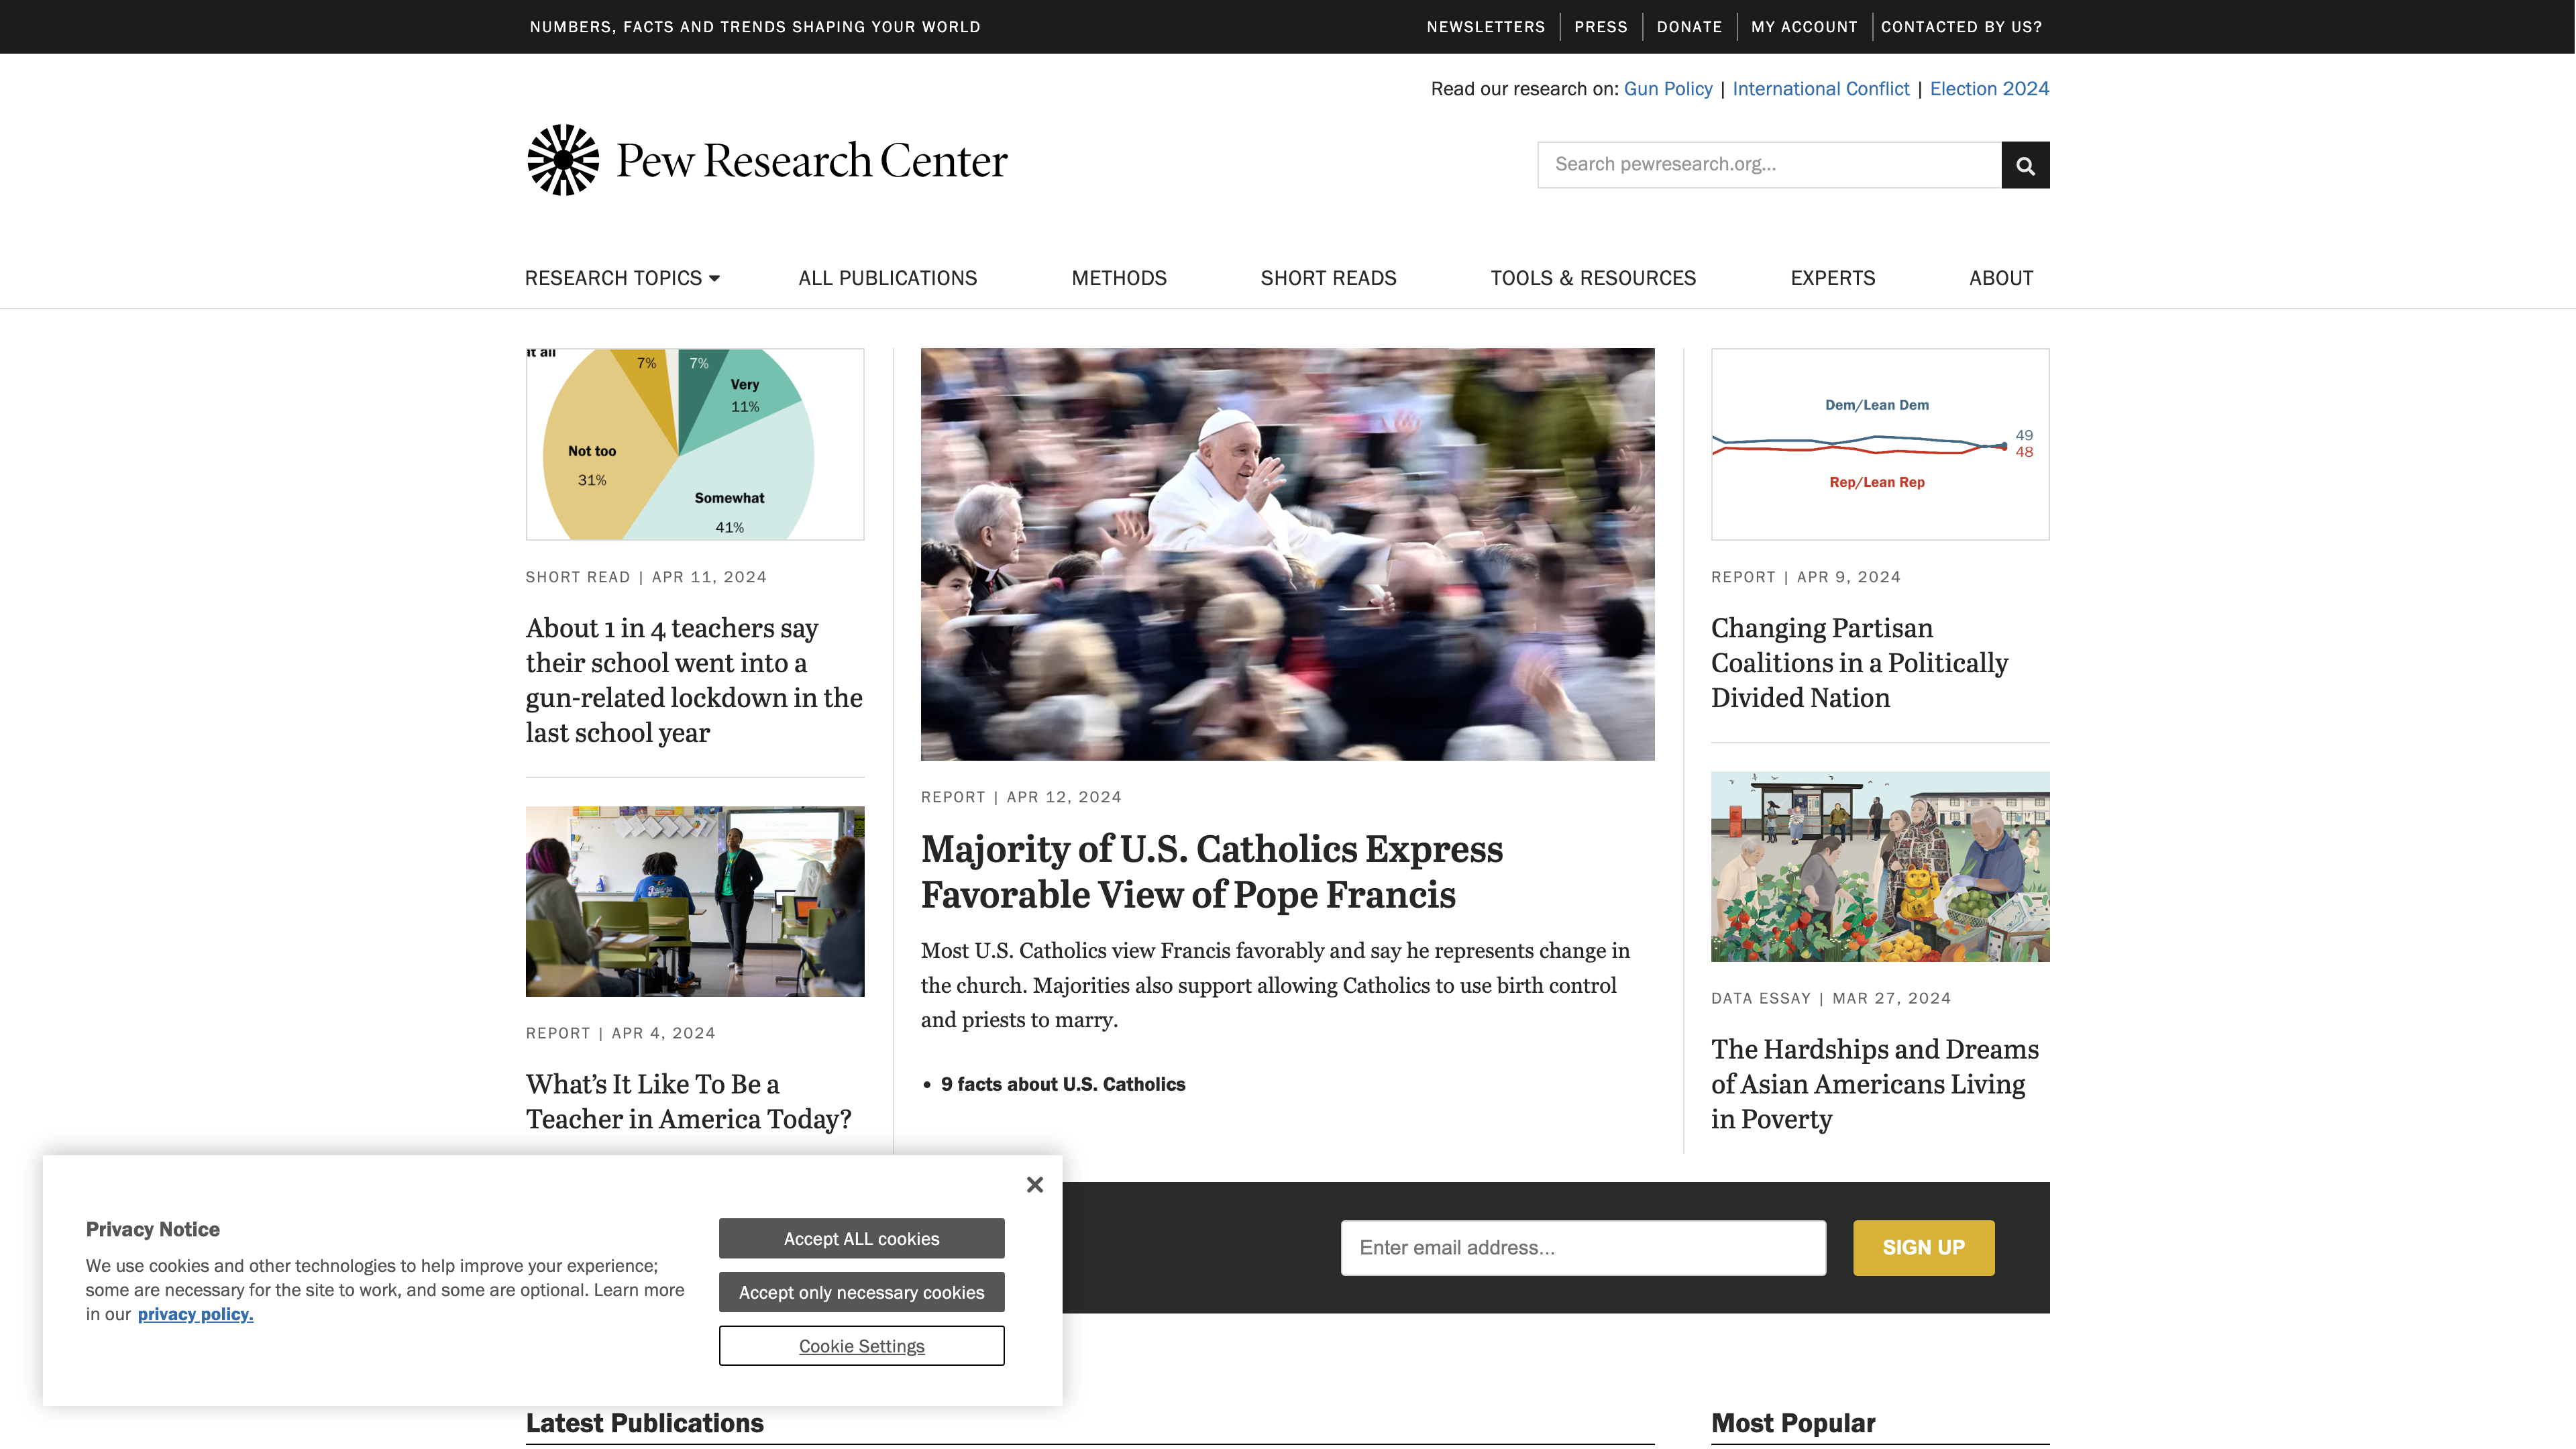 NUMBERS, FACTS AND TRENDS SHAPING YOUR WORLD
NEWSLETTERS
PRESS
DONATE
MY ACCOUNT
CONTACTED BY US?
Read our research on: Gun Policy | International Conflict | Election 2024
Pew Research Center
Search pewresearch.org...
RESEARCH TOPICS
ALL PUBLICATIONS
METHODS
SHORT READS
TOOLS & RESOURCES
EXPERTS
ABOUT
all
7%
7%
Very
11%
Not too
31%
Somewhat
41%
SHORT READ | APR 11, 2024
About 1 in 4 teachers say
their school went into a
gun-related lockdown in the
last school year
REPORT | APR 4, 2024
What's It Like To Be a
Teacher in America Today?
REPORT | APR 12, 2024
Majority of U.S. Catholics Express
Favorable View of Pope Francis
Most U.S. Catholics view Francis favorably and say he represents change in
the church. Majorities also support allowing Catholics to use birth control
and priests to marry.
• 9 facts about U.S. Catholics
Dem/Lean Dem
49
48
Rep/Lean Rep
REPORT | APR 9, 2024
Changing Partisan
Coalitions in a Politically
Divided Nation
DATA ESSAY | MAR 27, 2024
The Hardships and Dreams
of Asian Americans Living
in Poverty
Privacy Notice
We use cookies and other technologies to help improve your experience;
some are necessary for the site to work, and some are optional. Learn more
in our privacy policy.
Accept ALL cookies
Accept only necessary cookies
Cookie Settings
Enter email address...
SIGN UP
Latest Publications
Most Popular